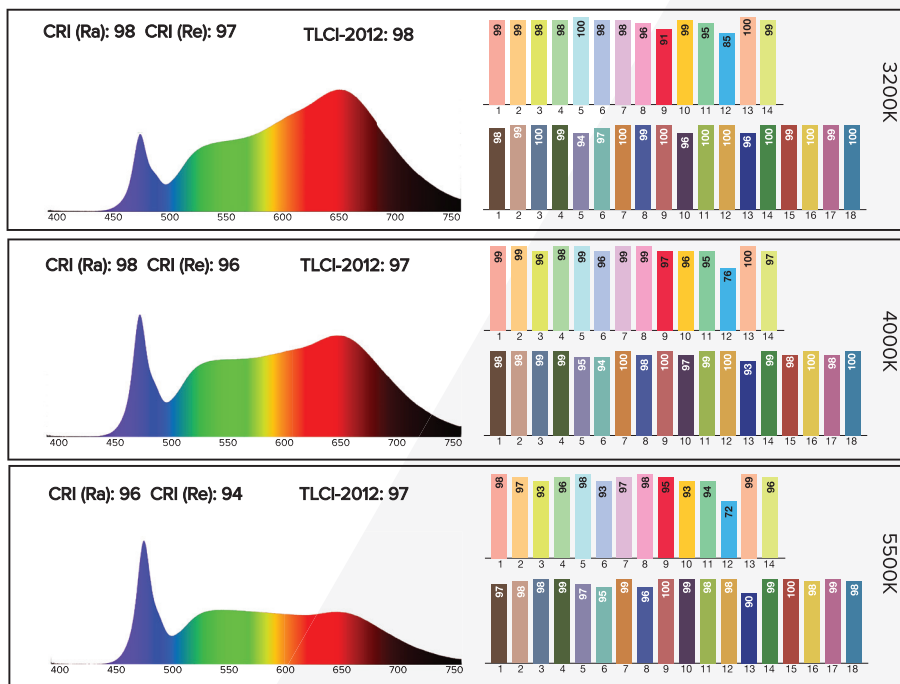 CRI (Ra): 98 CRI (Re): 97 TLCI-2012: 98
99 99 98 98 100 98 98 96 91 99 95 85 100 99
1 2 3 4 5 6 7 8 9 10 11 12 13 14
98 99 100 99 94 97 100 99 100 96 100 100 96 100 99 100 99 100
1 2 3 4 5 6 7 8 9 10 11 12 13 14 15 16 17 18
400 450 500 550 600 650 700 750
3200K
CRI (Ra): 98 CRI (Re): 96 TLCI-2012: 97
99 99 96 98 99 96 99 99 97 96 95 76 100 97
1 2 3 4 5 6 7 8 9 10 11 12 13 14
98 98 99 99 95 94 100 98 100 97 99 100 93 99 98 100 98 100
1 2 3 4 5 6 7 8 9 10 11 12 13 14 15 16 17 18
400 450 500 550 600 650 700 750
4000K
CRI (Ra): 96 CRI (Re): 94 TLCI-2012: 97
98 97 93 96 98 93 97 98 95 93 94 72 99 96
1 2 3 4 5 6 7 8 9 10 11 12 13 14
97 98 98 99 97 95 99 96 100 99 98 98 90 99 100 98 99 98
1 2 3 4 5 6 7 8 9 10 11 12 13 14 15 16 17 18
400 450 500 550 600 650 700 750
5500K